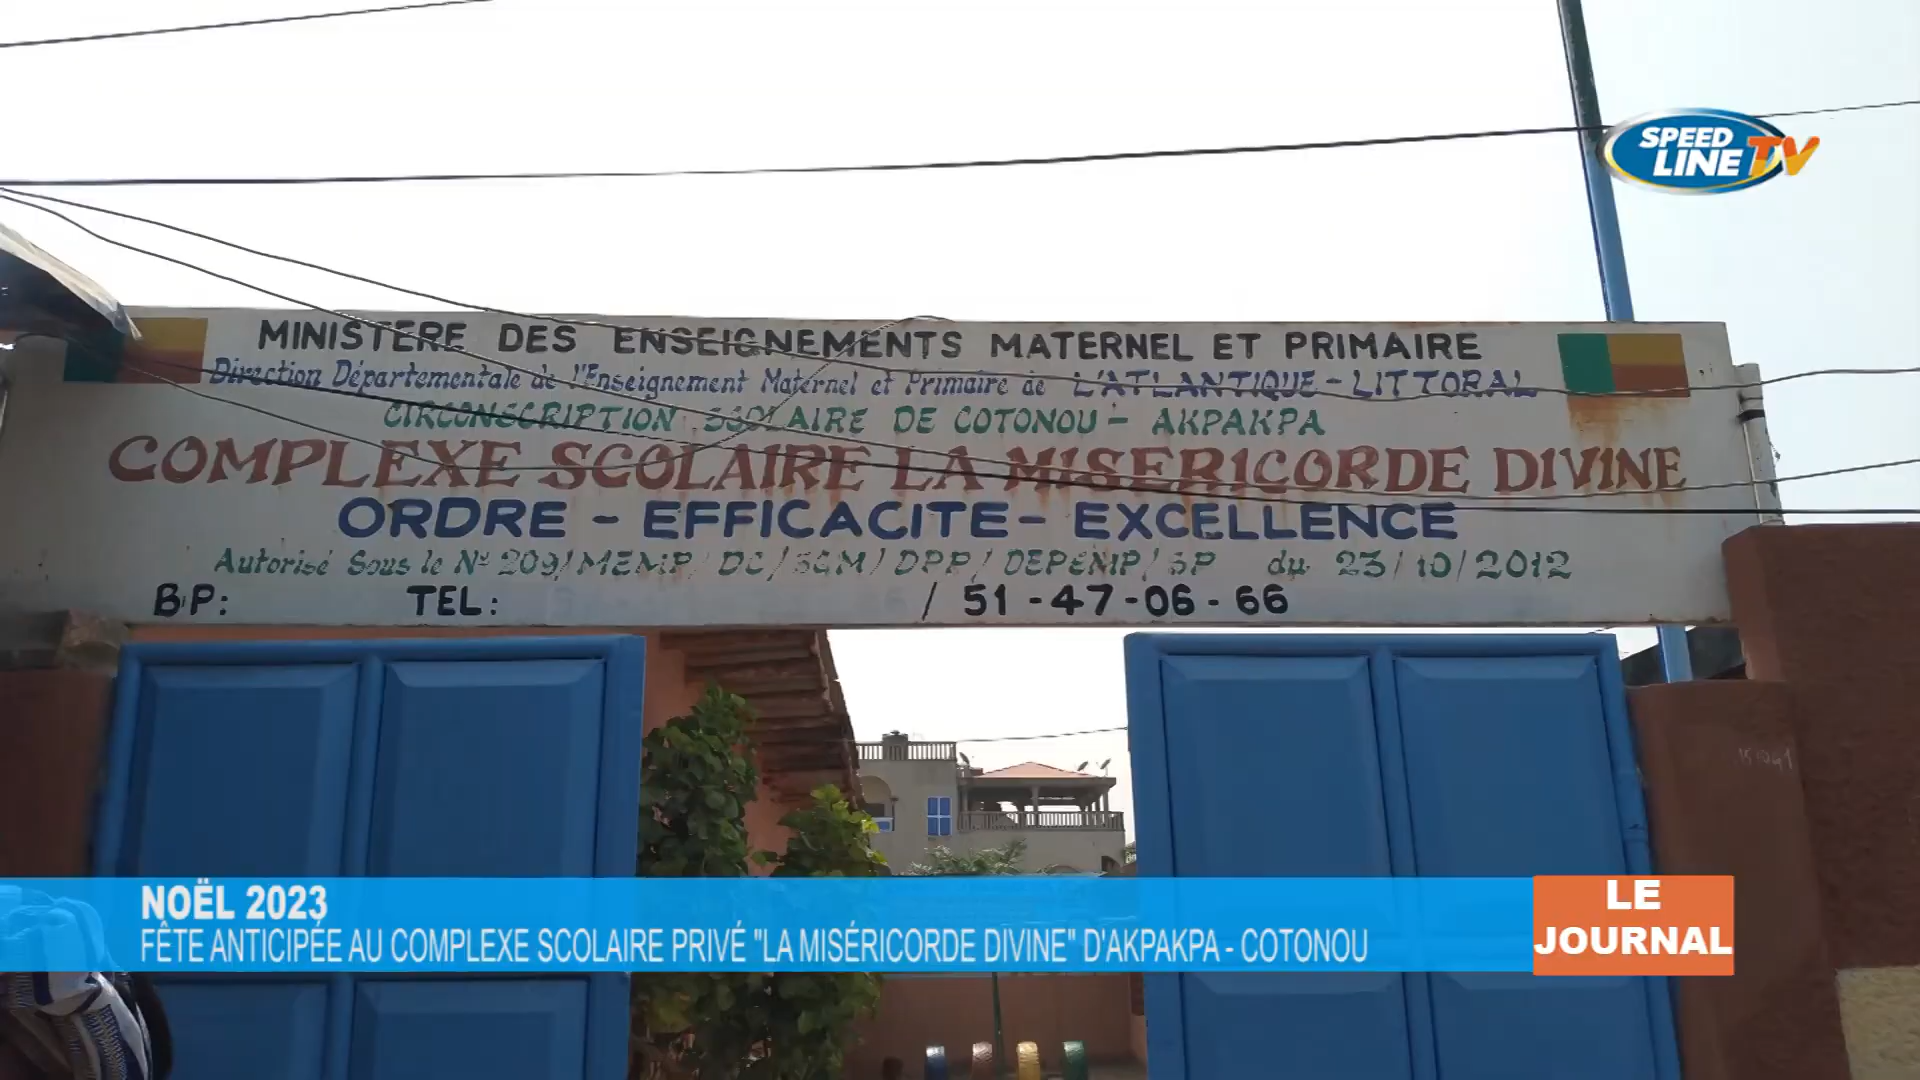 SPEED
LINE TV
MINISTERE DES ENSEIGNEMENTS MATERNEL ET PRIMAIRE
Direction Départementale de l'Enseignement Maternel et Primaire de L'ATLANTIQUE - LITTORAL
CIRCONSCRIPTION SCOLAIRE DE COTONOU - AKPAKPA
COMPLEXE SCOLAIRE LA MISERICORDE DIVINE
ORDRE - EFFICACITE - EXCELLENCE
Autorisé Sous le N° 209/MEMP/DC/SGM/DPP/DEPEMP/SP du 23/10/2012
BP: TEL: / 51-47-06-66
NOËL 2023
FÊTE ANTICIPÉE AU COMPLEXE SCOLAIRE PRIVÉ "LA MISÉRICORDE DIVINE" D'AKPAKPA - COTONOU
LE
JOURNAL